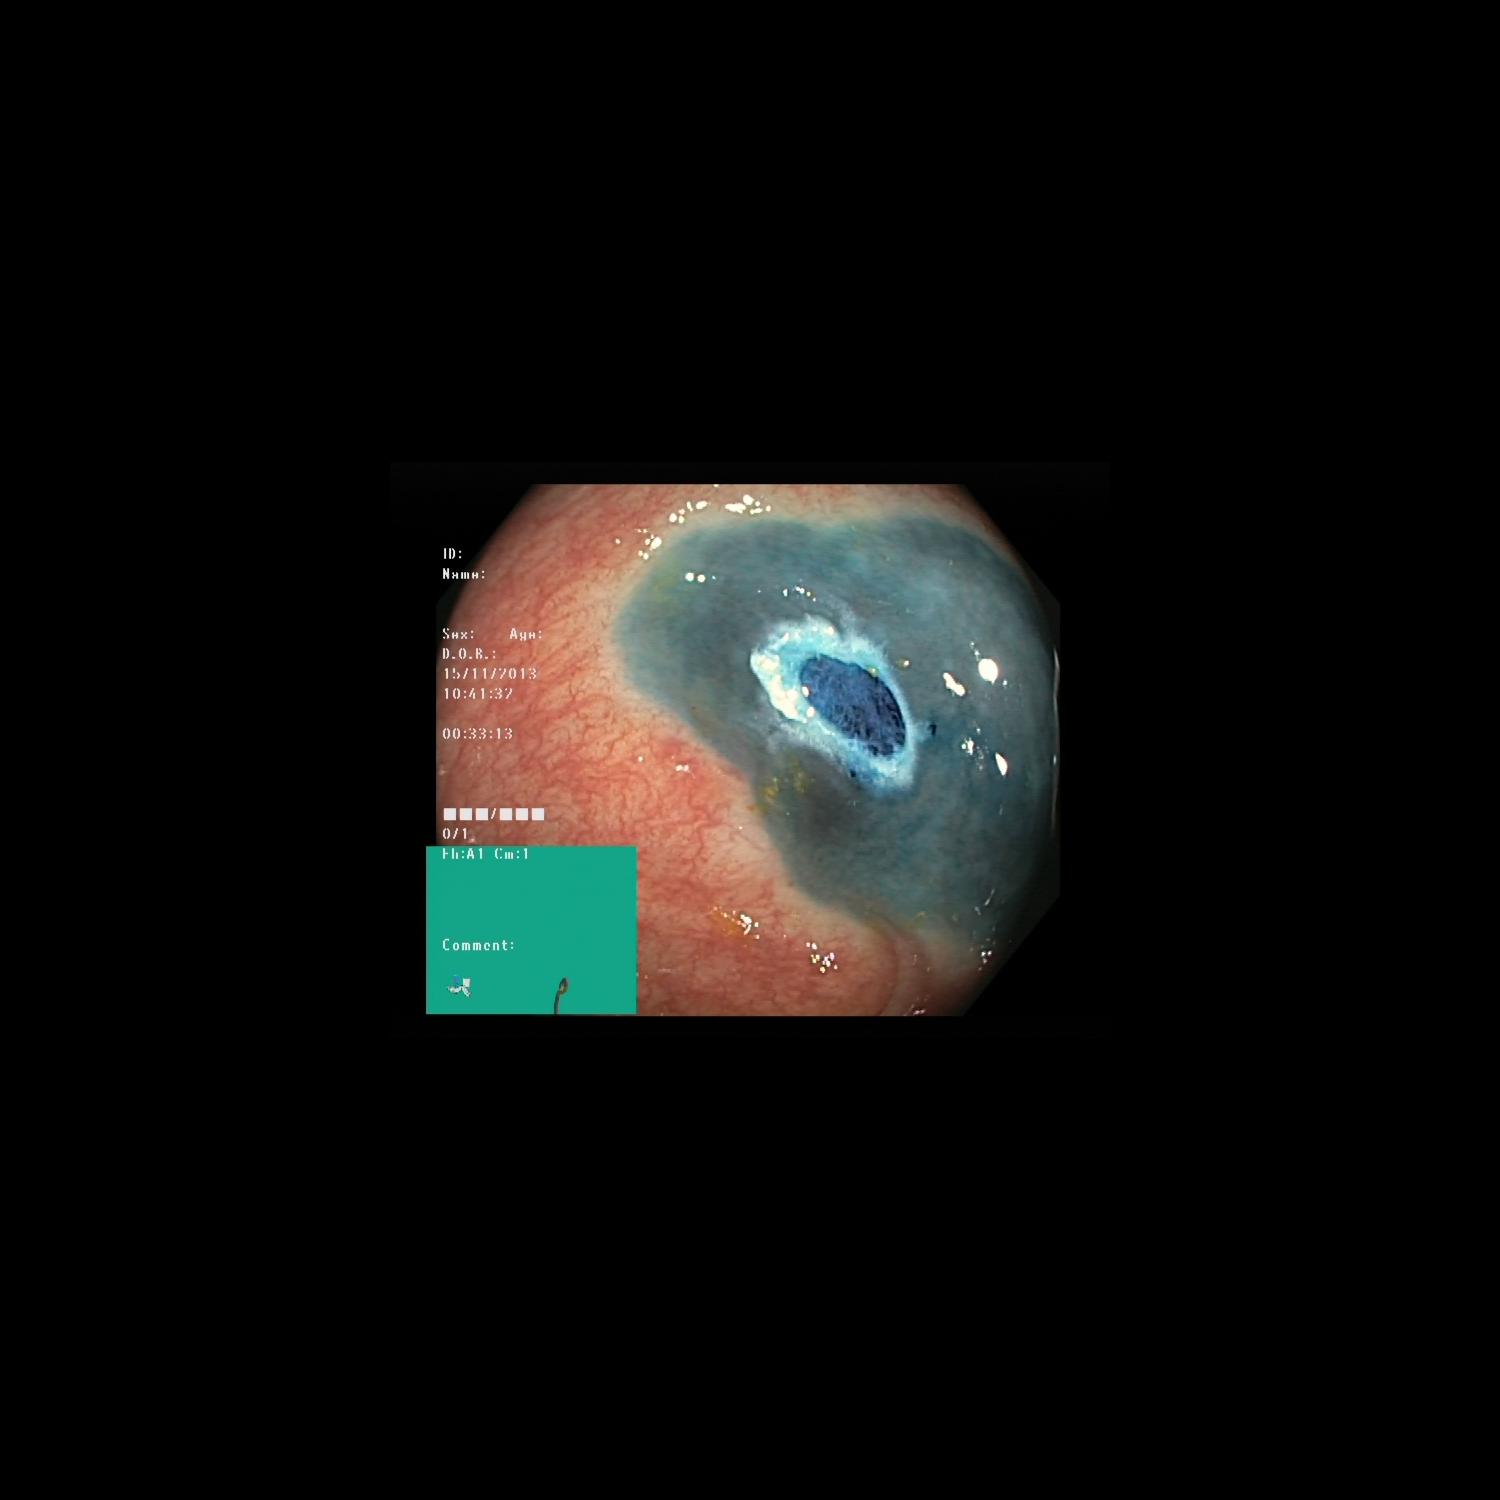 ID:
Name:
Sex: Age:
D.O.B.:
15/11/2013
10:41:32
00:33:13
■■■/■■■
0/1
Eh:A1 Cm:1
Comment: